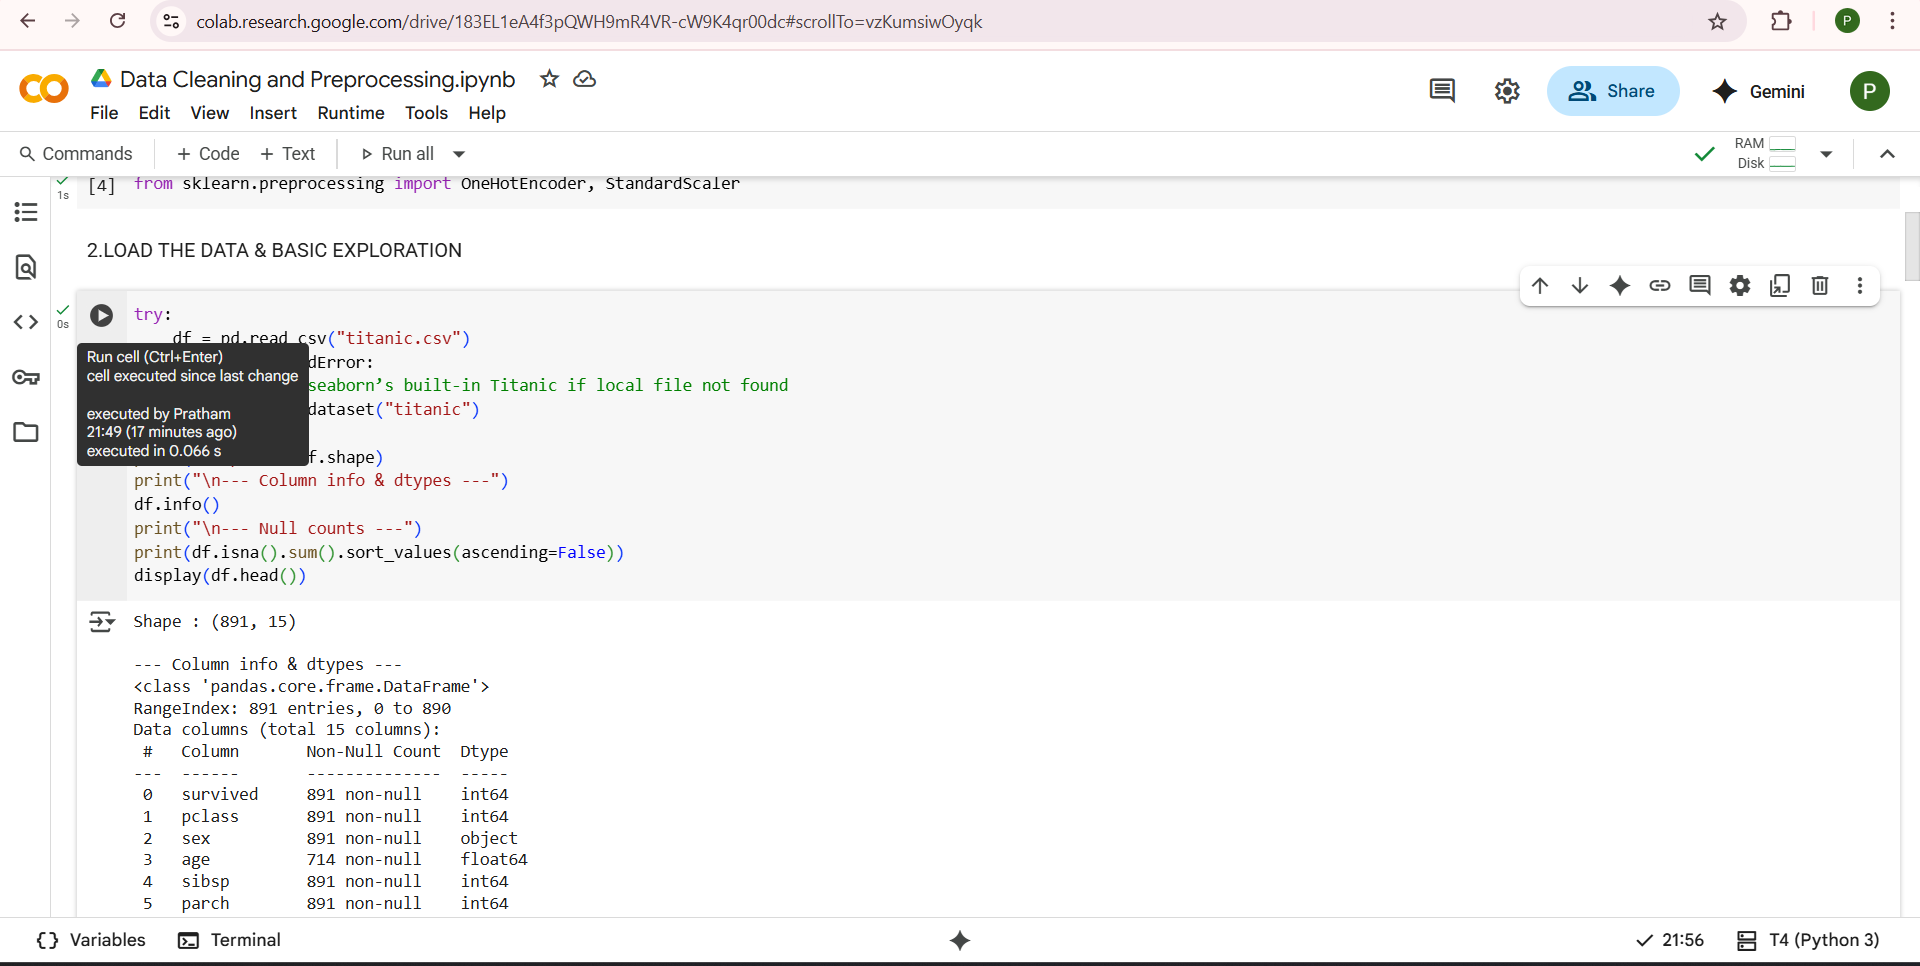 colab.research.google.com/drive/183EL1eA4f3pQWH9mR4VR-cW9K4qr00dc#scrollTo=vzKumsiwOyqk
P
Data Cleaning and Preprocessing.ipynb
File Edit View Insert Runtime Tools Help
Share
Gemini
P
Commands
+ Code + Text
Run all
RAM
Disk
1s
[4] from sklearn.preprocessing import OneHotEncoder, StandardScaler
2.LOAD THE DATA & BASIC EXPLORATION
0s
try:
df = pd.read_csv("titanic.csv")
dError:
seaborn’s built-in Titanic if local file not found
dataset("titanic")
f.shape)
print("\n--- Column info & dtypes ---")
df.info()
print("\n--- Null counts ---")
print(df.isna().sum().sort_values(ascending=False))
display(df.head())
Run cell (Ctrl+Enter)
cell executed since last change
executed by Pratham
21:49 (17 minutes ago)
executed in 0.066 s
Shape : (891, 15)
--- Column info & dtypes ---
<class 'pandas.core.frame.DataFrame'>
RangeIndex: 891 entries, 0 to 890
Data columns (total 15 columns):
# Column Non-Null Count Dtype
--- ------ -------------- -----
0 survived 891 non-null int64
1 pclass 891 non-null int64
2 sex 891 non-null object
3 age 714 non-null float64
4 sibsp 891 non-null int64
5 parch 891 non-null int64
Variables
Terminal
21:56
T4 (Python 3)